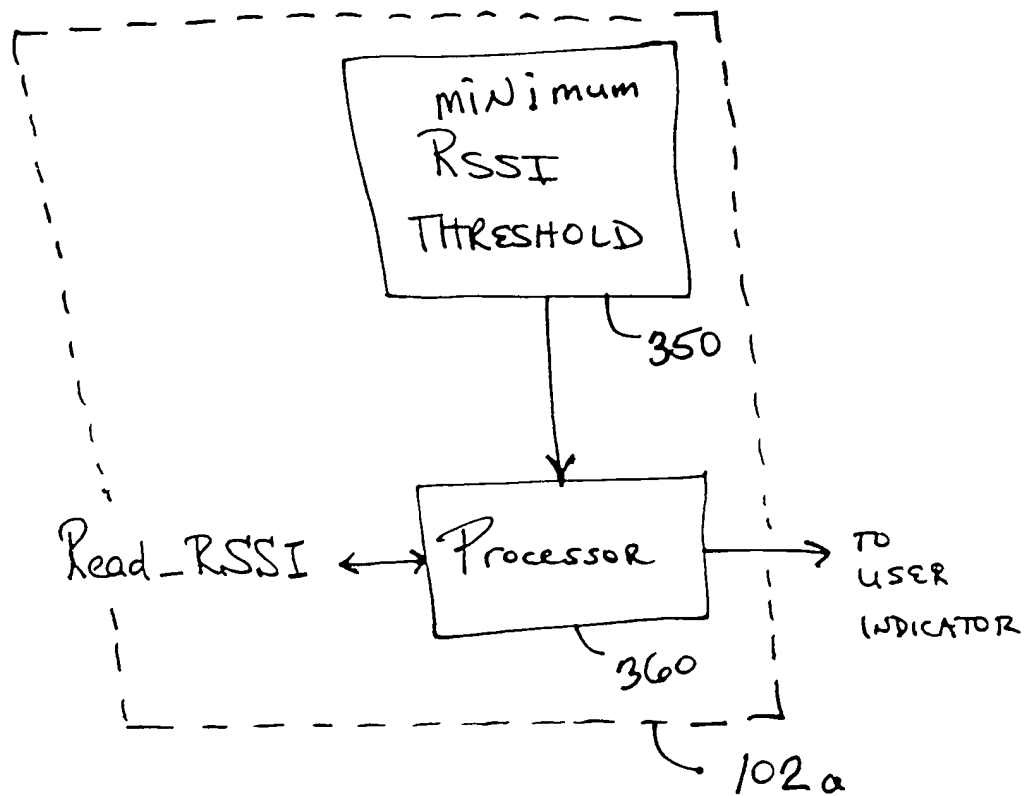 miNimum
RSSI
THRESHOLD
350
Read_RSSI
Processor
TO
USER
INDICATOR
360
102a